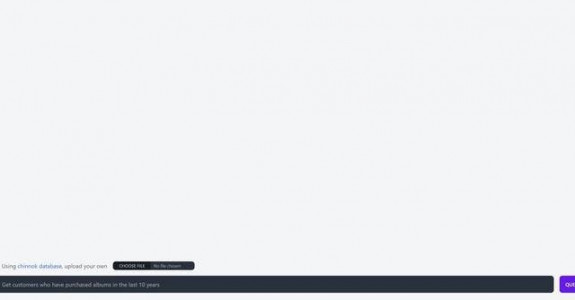 Using chinook database, upload your own CHOOSE FILE No file chosen
Get customers who have purchased albums in the last 10 years QUE